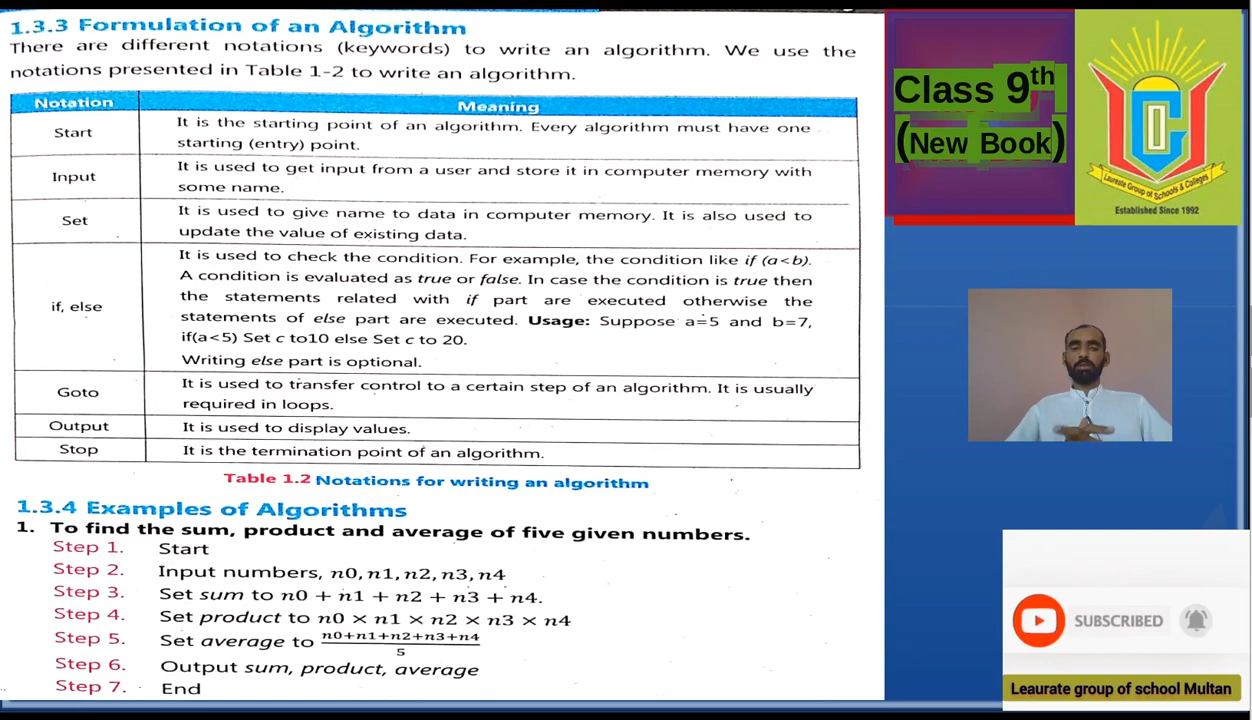 1.3.3 Formulation of an Algorithm
There are different notations (keywords) to write an algorithm. We use the
notations presented in Table 1-2 to write an algorithm.
Notation Meaning
Start It is the starting point of an algorithm. Every algorithm must have one
starting (entry) point.
Input It is used to get input from a user and store it in computer memory with
some name.
Set It is used to give name to data in computer memory. It is also used to
update the value of existing data.
if, else It is used to check the condition. For example, the condition like if (a<b).
A condition is evaluated as true or false. In case the condition is true then
the statements related with if part are executed otherwise the
statements of else part are executed. Usage: Suppose a=5 and b=7,
if(a<5) Set c to10 else Set c to 20.
Writing else part is optional.
Goto It is used to transfer control to a certain step of an algorithm. It is usually
required in loops.
Output It is used to display values.
Stop It is the termination point of an algorithm.
Table 1.2 Notations for writing an algorithm
1.3.4 Examples of Algorithms
1. To find the sum, product and average of five given numbers.
Step 1. Start
Step 2. Input numbers, n0, n1, n2, n3, n4
Step 3. Set sum to n0 + n1 + n2 + n3 + n4.
Step 4. Set product to n0 × n1 × n2 × n3 × n4
Step 5. Set average to n0+n1+n2+n3+n4
5
Step 6. Output sum, product, average
Step 7. End
Class 9th
(New Book)
Laureate Group of Schools & Colleges
Established Since 1992
SUBSCRIBED
Leaurate group of school Multan